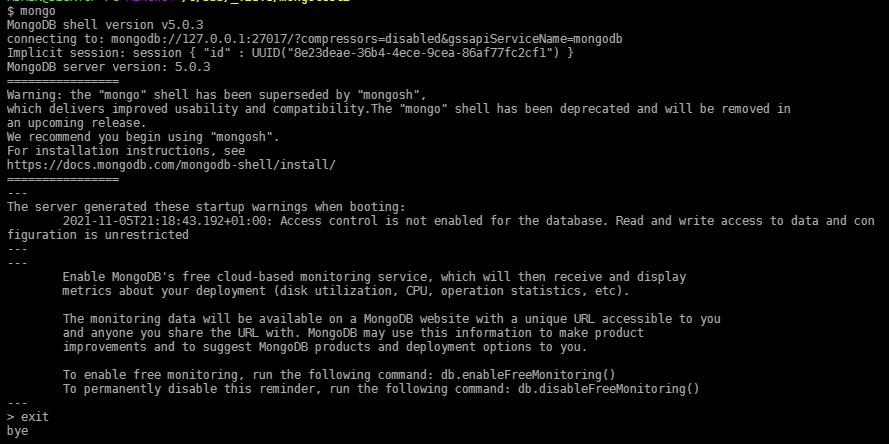 $ mongo
MongoDB shell version v5.0.3
connecting to: mongodb://127.0.0.1:27017/?compressors=disabled&gssapiServiceName=mongodb
Implicit session: session { "id" : UUID("8e23deae-36b4-4ece-9cea-86af77fc2cf1") }
MongoDB server version: 5.0.3
================
Warning: the "mongo" shell has been superseded by "mongosh",
which delivers improved usability and compatibility.The "mongo" shell has been deprecated and will be removed in
an upcoming release.
We recommend you begin using "mongosh".
For installation instructions, see
https://docs.mongodb.com/mongodb-shell/install/
================
---
The server generated these startup warnings when booting:
        2021-11-05T21:18:43.192+01:00: Access control is not enabled for the database. Read and write access to data and con
figuration is unrestricted
---
---
        Enable MongoDB's free cloud-based monitoring service, which will then receive and display
        metrics about your deployment (disk utilization, CPU, operation statistics, etc).

        The monitoring data will be available on a MongoDB website with a unique URL accessible to you
        and anyone you share the URL with. MongoDB may use this information to make product
        improvements and to suggest MongoDB products and deployment options to you.

        To enable free monitoring, run the following command: db.enableFreeMonitoring()
        To permanently disable this reminder, run the following command: db.disableFreeMonitoring()
---
> exit
bye